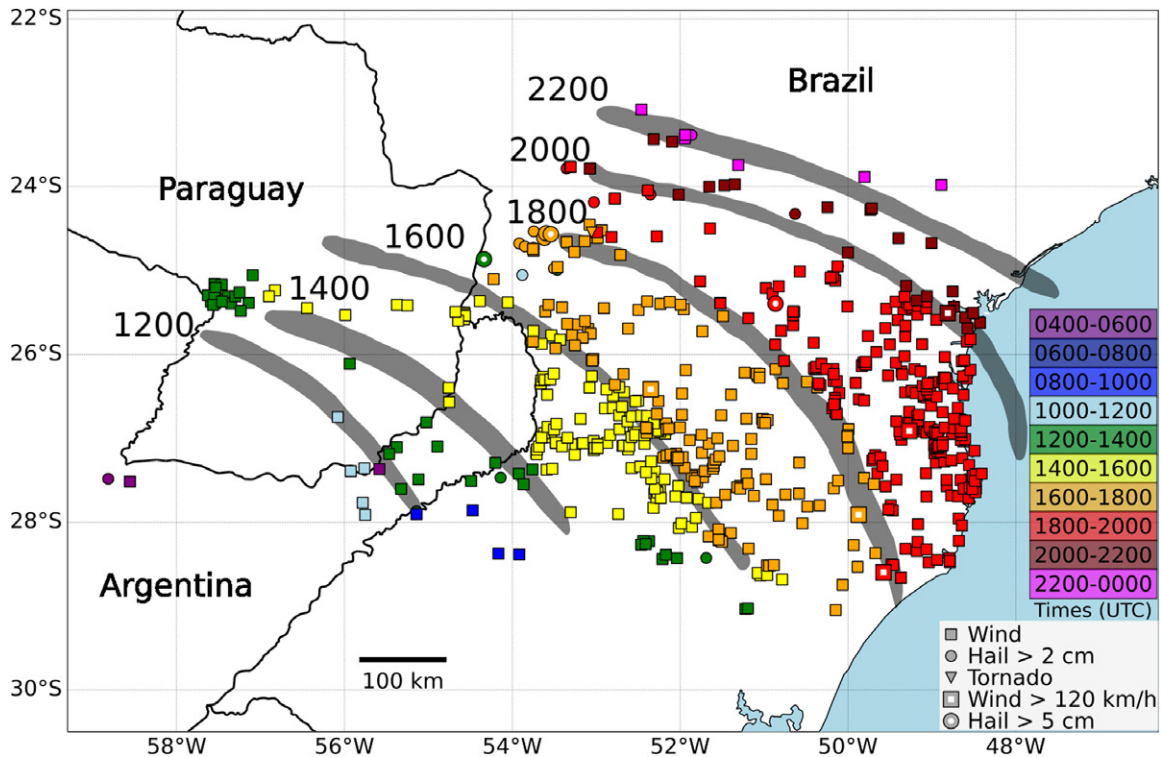 22°S
Brazil
2200
2000
24°S
Paraguay
1800
1600
1400
1200
26°S
0400-0600
0600-0800
0800-1000
1000-1200
1200-1400
1400-1600
1600-1800
1800-2000
2000-2200
2200-0000
Times (UTC)
28°S
Argentina
Wind
Hail > 2 cm
Tornado
Wind > 120 km/h
Hail > 5 cm
100 km
30°S
58°W
56°W
54°W
52°W
50°W
48°W